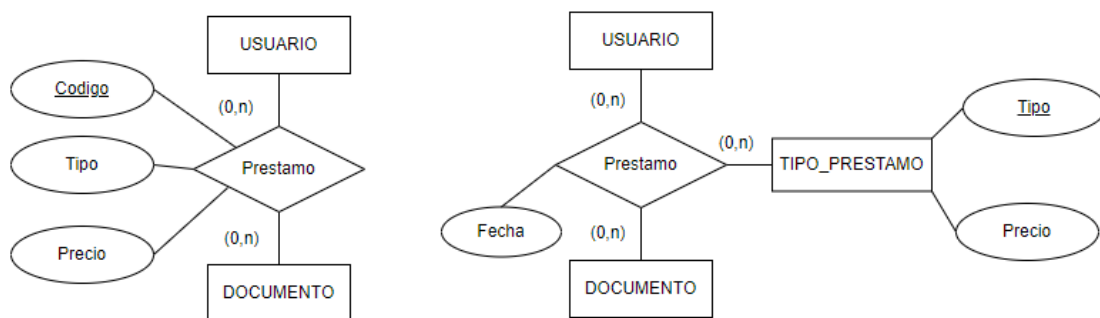 USUARIO
Codigo
(0,n)
Tipo
Prestamo
Precio
(0,n)
DOCUMENTO
USUARIO
(0,n)
Tipo
(0,n)
Prestamo
TIPO_PRESTAMO
Fecha
(0,n)
Precio
DOCUMENTO